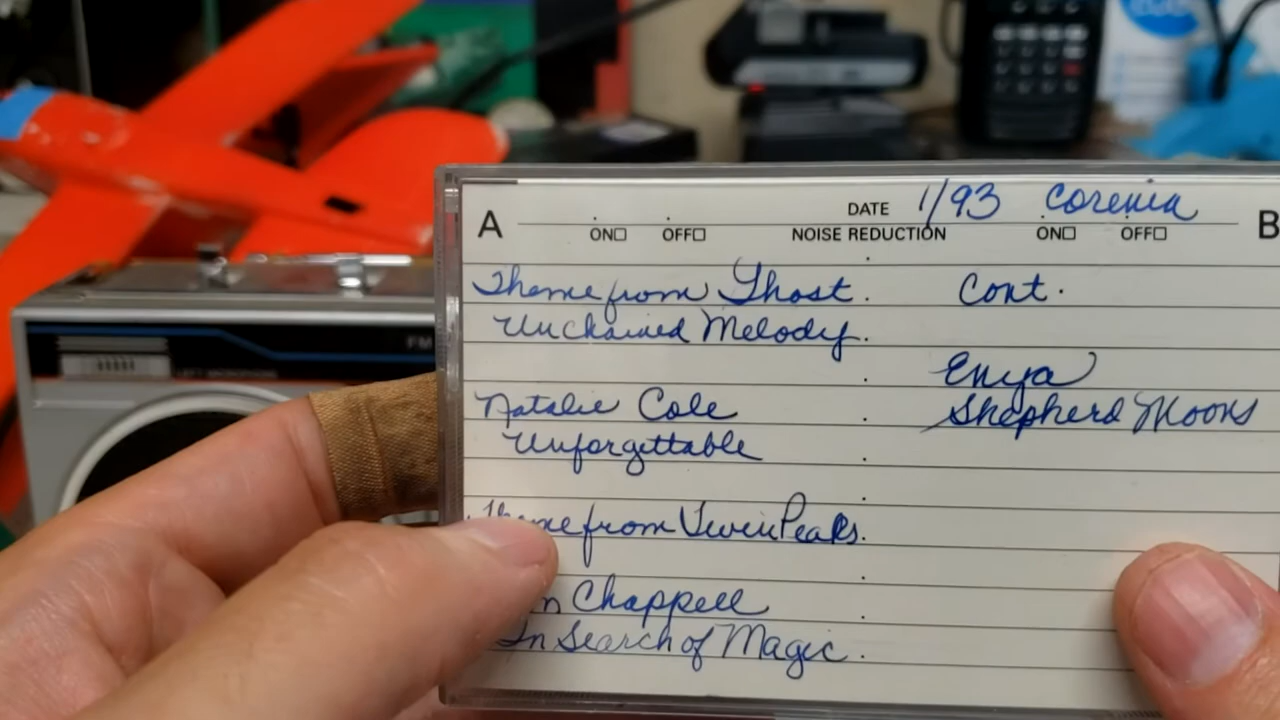 A DATE 1/93 Corenia B
ON OFF NOISE REDUCTION ON OFF
Theme from Ghost.
Unchained Melody.
Natalie Cole
Unforgettable
Theme from Twin Peaks.
Chappell
In Search of Magic.
Cont.
Enya
Shepherd Moons
FM